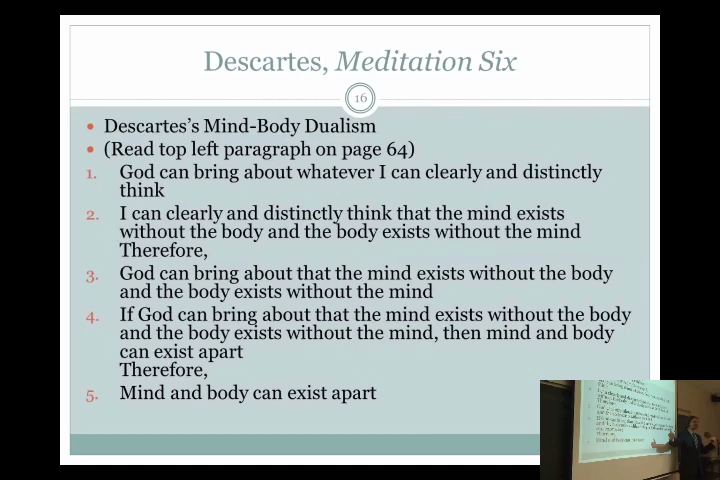 Descartes, Meditation Six
16
• Descartes's Mind-Body Dualism
• (Read top left paragraph on page 64)
1. God can bring about whatever I can clearly and distinctly
think
2. I can clearly and distinctly think that the mind exists
without the body and the body exists without the mind
Therefore,
3. God can bring about that the mind exists without the body
and the body exists without the mind
4. If God can bring about that the mind exists without the body
and the body exists without the mind, then mind and body
can exist apart
Therefore,
5. Mind and body can exist apart